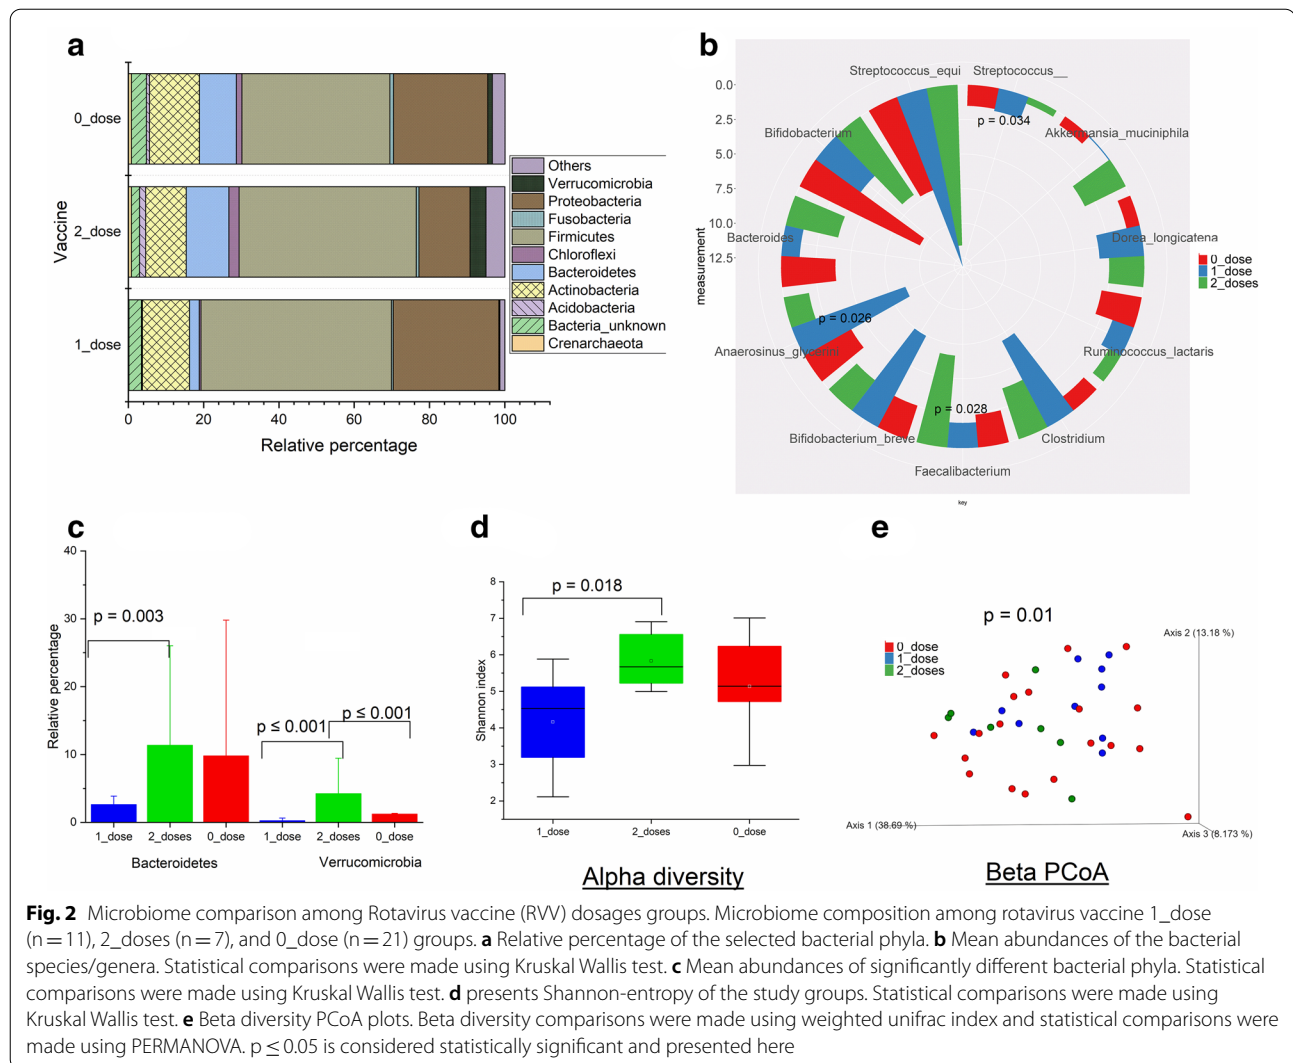 a
Vaccine
0_dose
2_dose
1_dose
0
20
40
60
80
100
Relative percentage
Others
Verrucomicrobia
Proteobacteria
Fusobacteria
Firmicutes
Chloroflexi
Bacteroidetes
Actinobacteria
Acidobacteria
Bacteria_unknown
Crenarchaeota
b
measurement
0.0
2.5
5.0
7.5
10.0
12.5
Streptococcus_equi
Streptococcus__
p = 0.034
Akkermansia_muciniphila
Bifidobacterium
Bacteroides
Dorea_longicatena
p = 0.026
Anaerosinus_glycerini
Ruminococcus_lactaris
p = 0.028
Bifidobacterium_breve
Clostridium
Faecalibacterium
key
0_dose
1_dose
2_doses
c
Relative percentage
40
30
20
10
0
p = 0.003
p ≤ 0.001
p ≤ 0.001
1_dose
2_doses
0_dose
1_dose
2_doses
0_dose
Bacteroidetes
Verrucomicrobia
d
Shannon index
8
7
6
5
4
3
2
p = 0.018
1_dose
2_doses
0_dose
Alpha diversity
e
p = 0.01
0_dose
1_dose
2_doses
Axis 2 (13.18 %)
Axis 1 (38.69 %)
Axis 3 (8.173 %)
Beta PCoA
Fig. 2 Microbiome comparison among Rotavirus vaccine (RVV) dosages groups. Microbiome composition among rotavirus vaccine 1_dose
(n = 11), 2_doses (n = 7), and 0_dose (n = 21) groups. a Relative percentage of the selected bacterial phyla. b Mean abundances of the bacterial
species/genera. Statistical comparisons were made using Kruskal Wallis test. c Mean abundances of significantly different bacterial phyla. Statistical
comparisons were made using Kruskal Wallis test. d presents Shannon-entropy of the study groups. Statistical comparisons were made using
Kruskal Wallis test. e Beta diversity PCoA plots. Beta diversity comparisons were made using weighted unifrac index and statistical comparisons were
made using PERMANOVA. p ≤ 0.05 is considered statistically significant and presented here